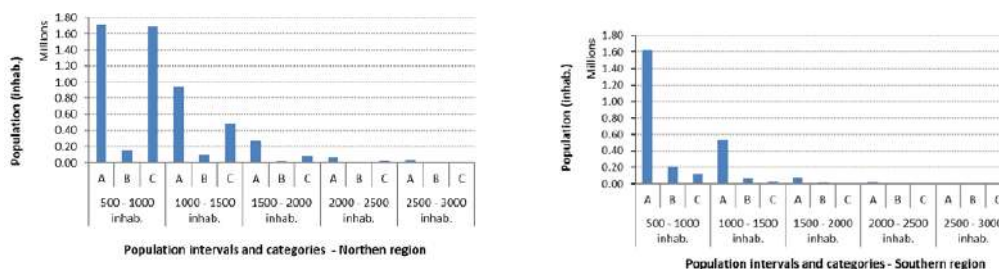 Population (inhab.)
Millions
1.80
1.60
1.40
1.20
1.00
0.80
0.60
0.40
0.20
0.00
A B C A B C A B C A B C A B C
500 - 1000 inhab.
1000 - 1500 inhab.
1500 - 2000 inhab.
2000 - 2500 inhab.
2500 - 3000 inhab.
Population intervals and categories - Northen region
Population (inhab.)
Millions
1.80
1.60
1.40
1.20
1.00
0.80
0.60
0.40
0.20
0.00
A B C A B C A B C A B C A B C
500 - 1000 inhab.
1000 - 1500 inhab.
1500 - 2000 inhab.
2000 - 2500 inhab.
2500 - 3000 inhab.
Population intervals and categories - Southern region